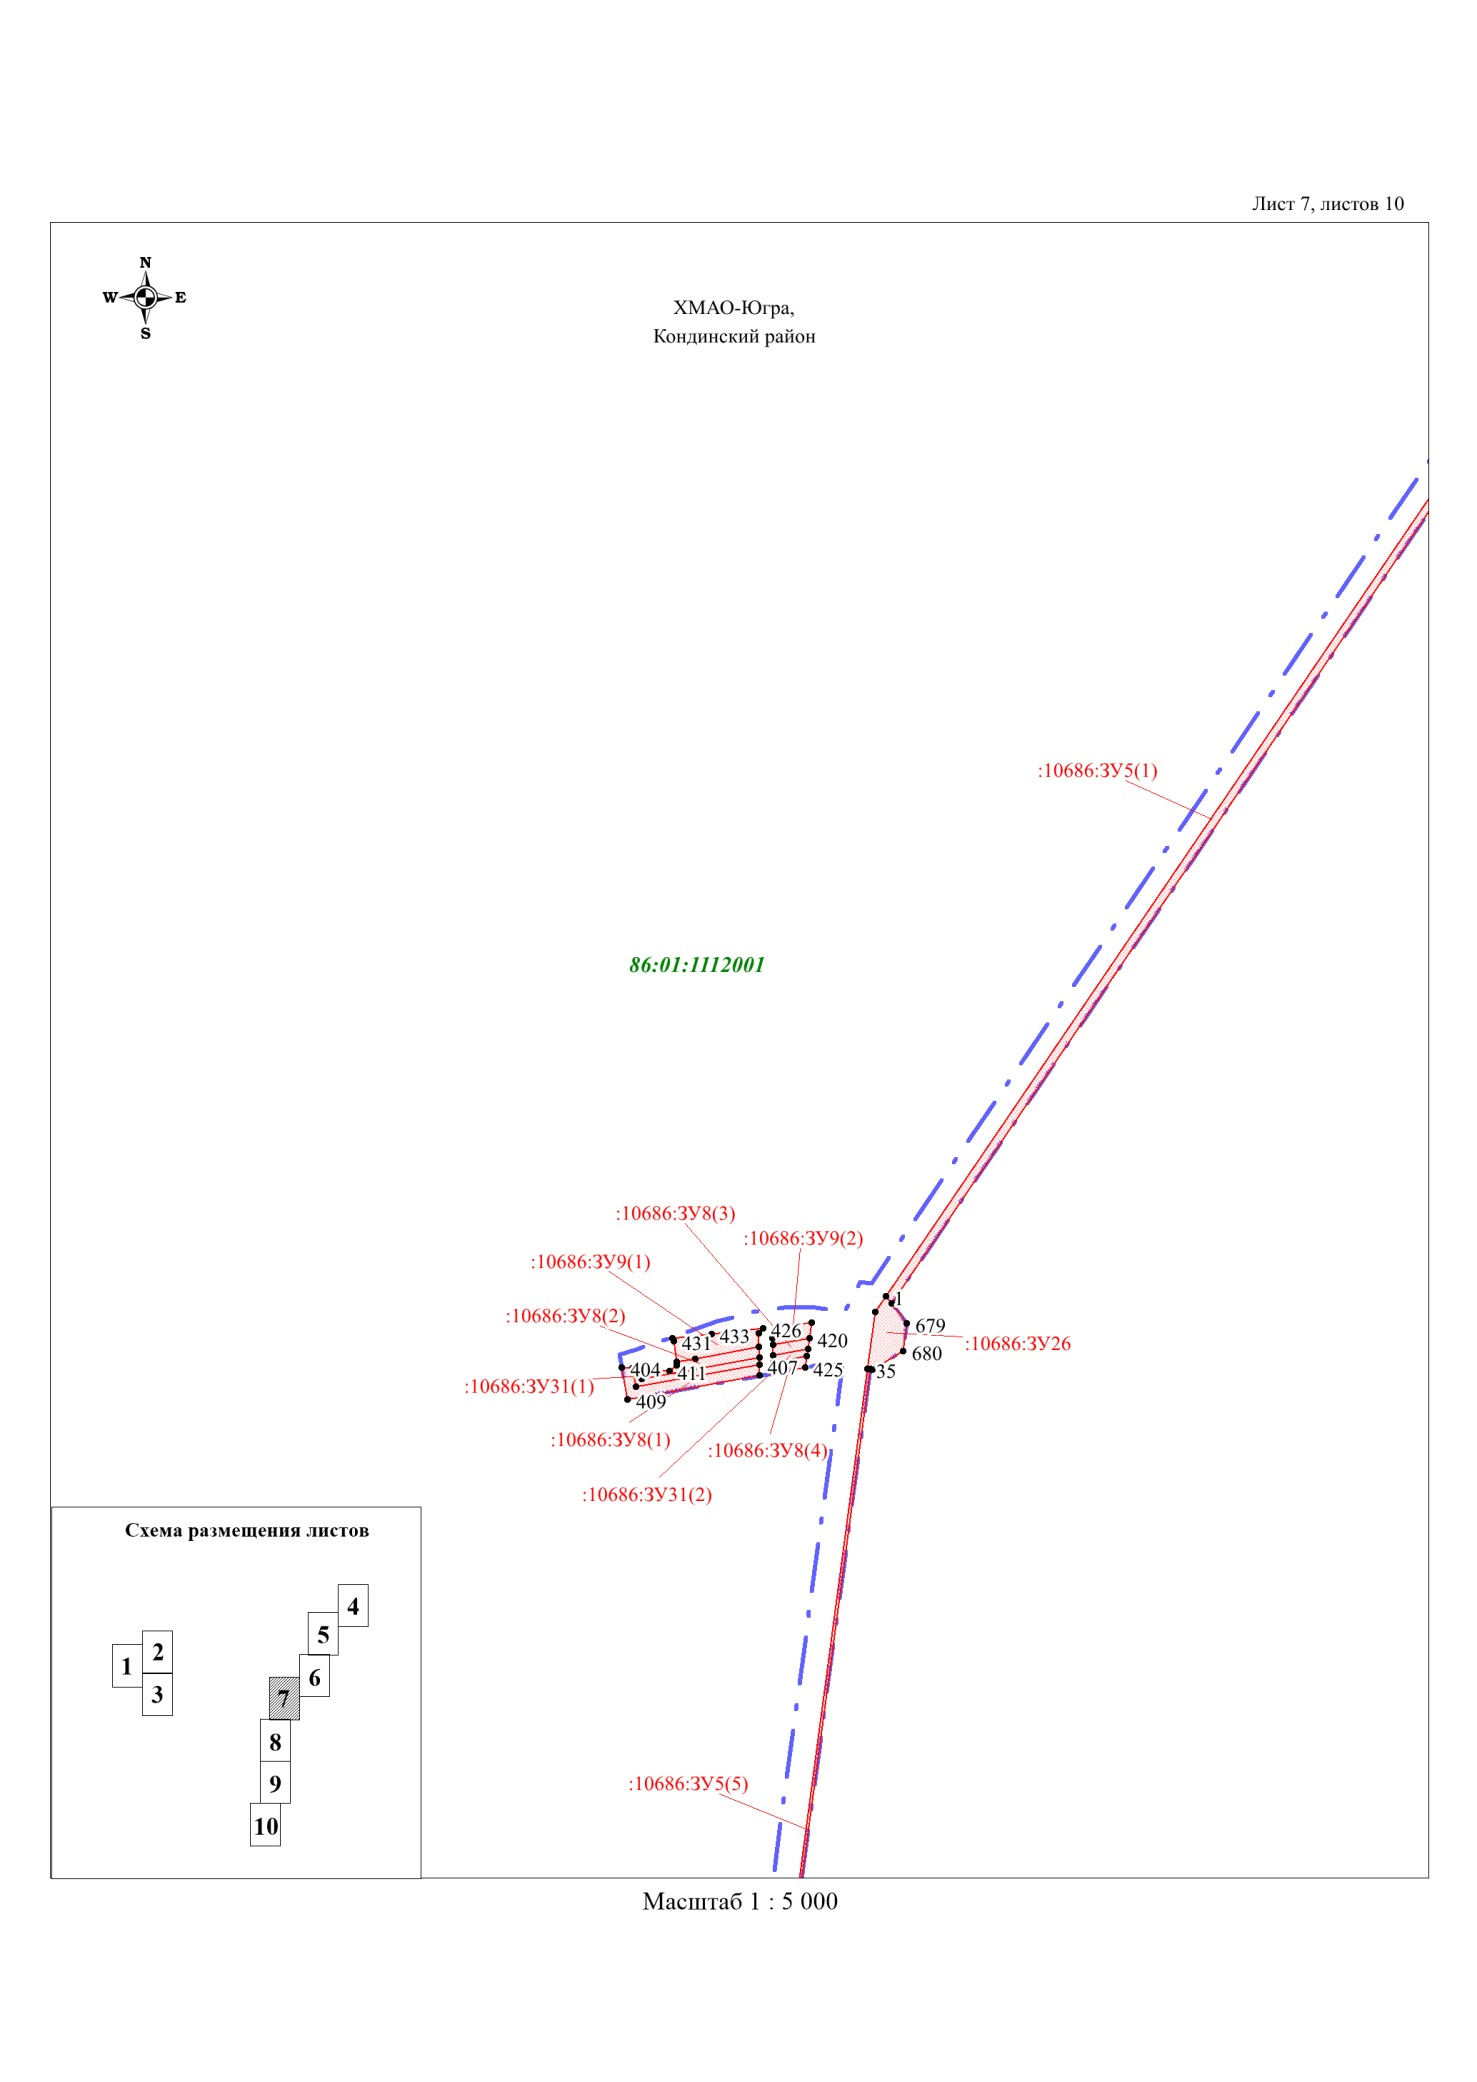 Лист 7, листов 10
N
W E
S
ХМАО-Югра,
Кондинский район
:10686:ЗУ5(1)
86:01:1112001
:10686:ЗУ8(3)
:10686:ЗУ9(2)
:10686:ЗУ9(1)
:10686:ЗУ8(2)
1
679
426
433
431
420
:10686:ЗУ26
680
404
411
407
425
35
:10686:ЗУ31(1)
409
:10686:ЗУ8(1)
:10686:ЗУ8(4)
:10686:ЗУ31(2)
Схема размещения листов
4
5
2
1
6
3
7
8
9
10
:10686:ЗУ5(5)
Масштаб 1 : 5 000